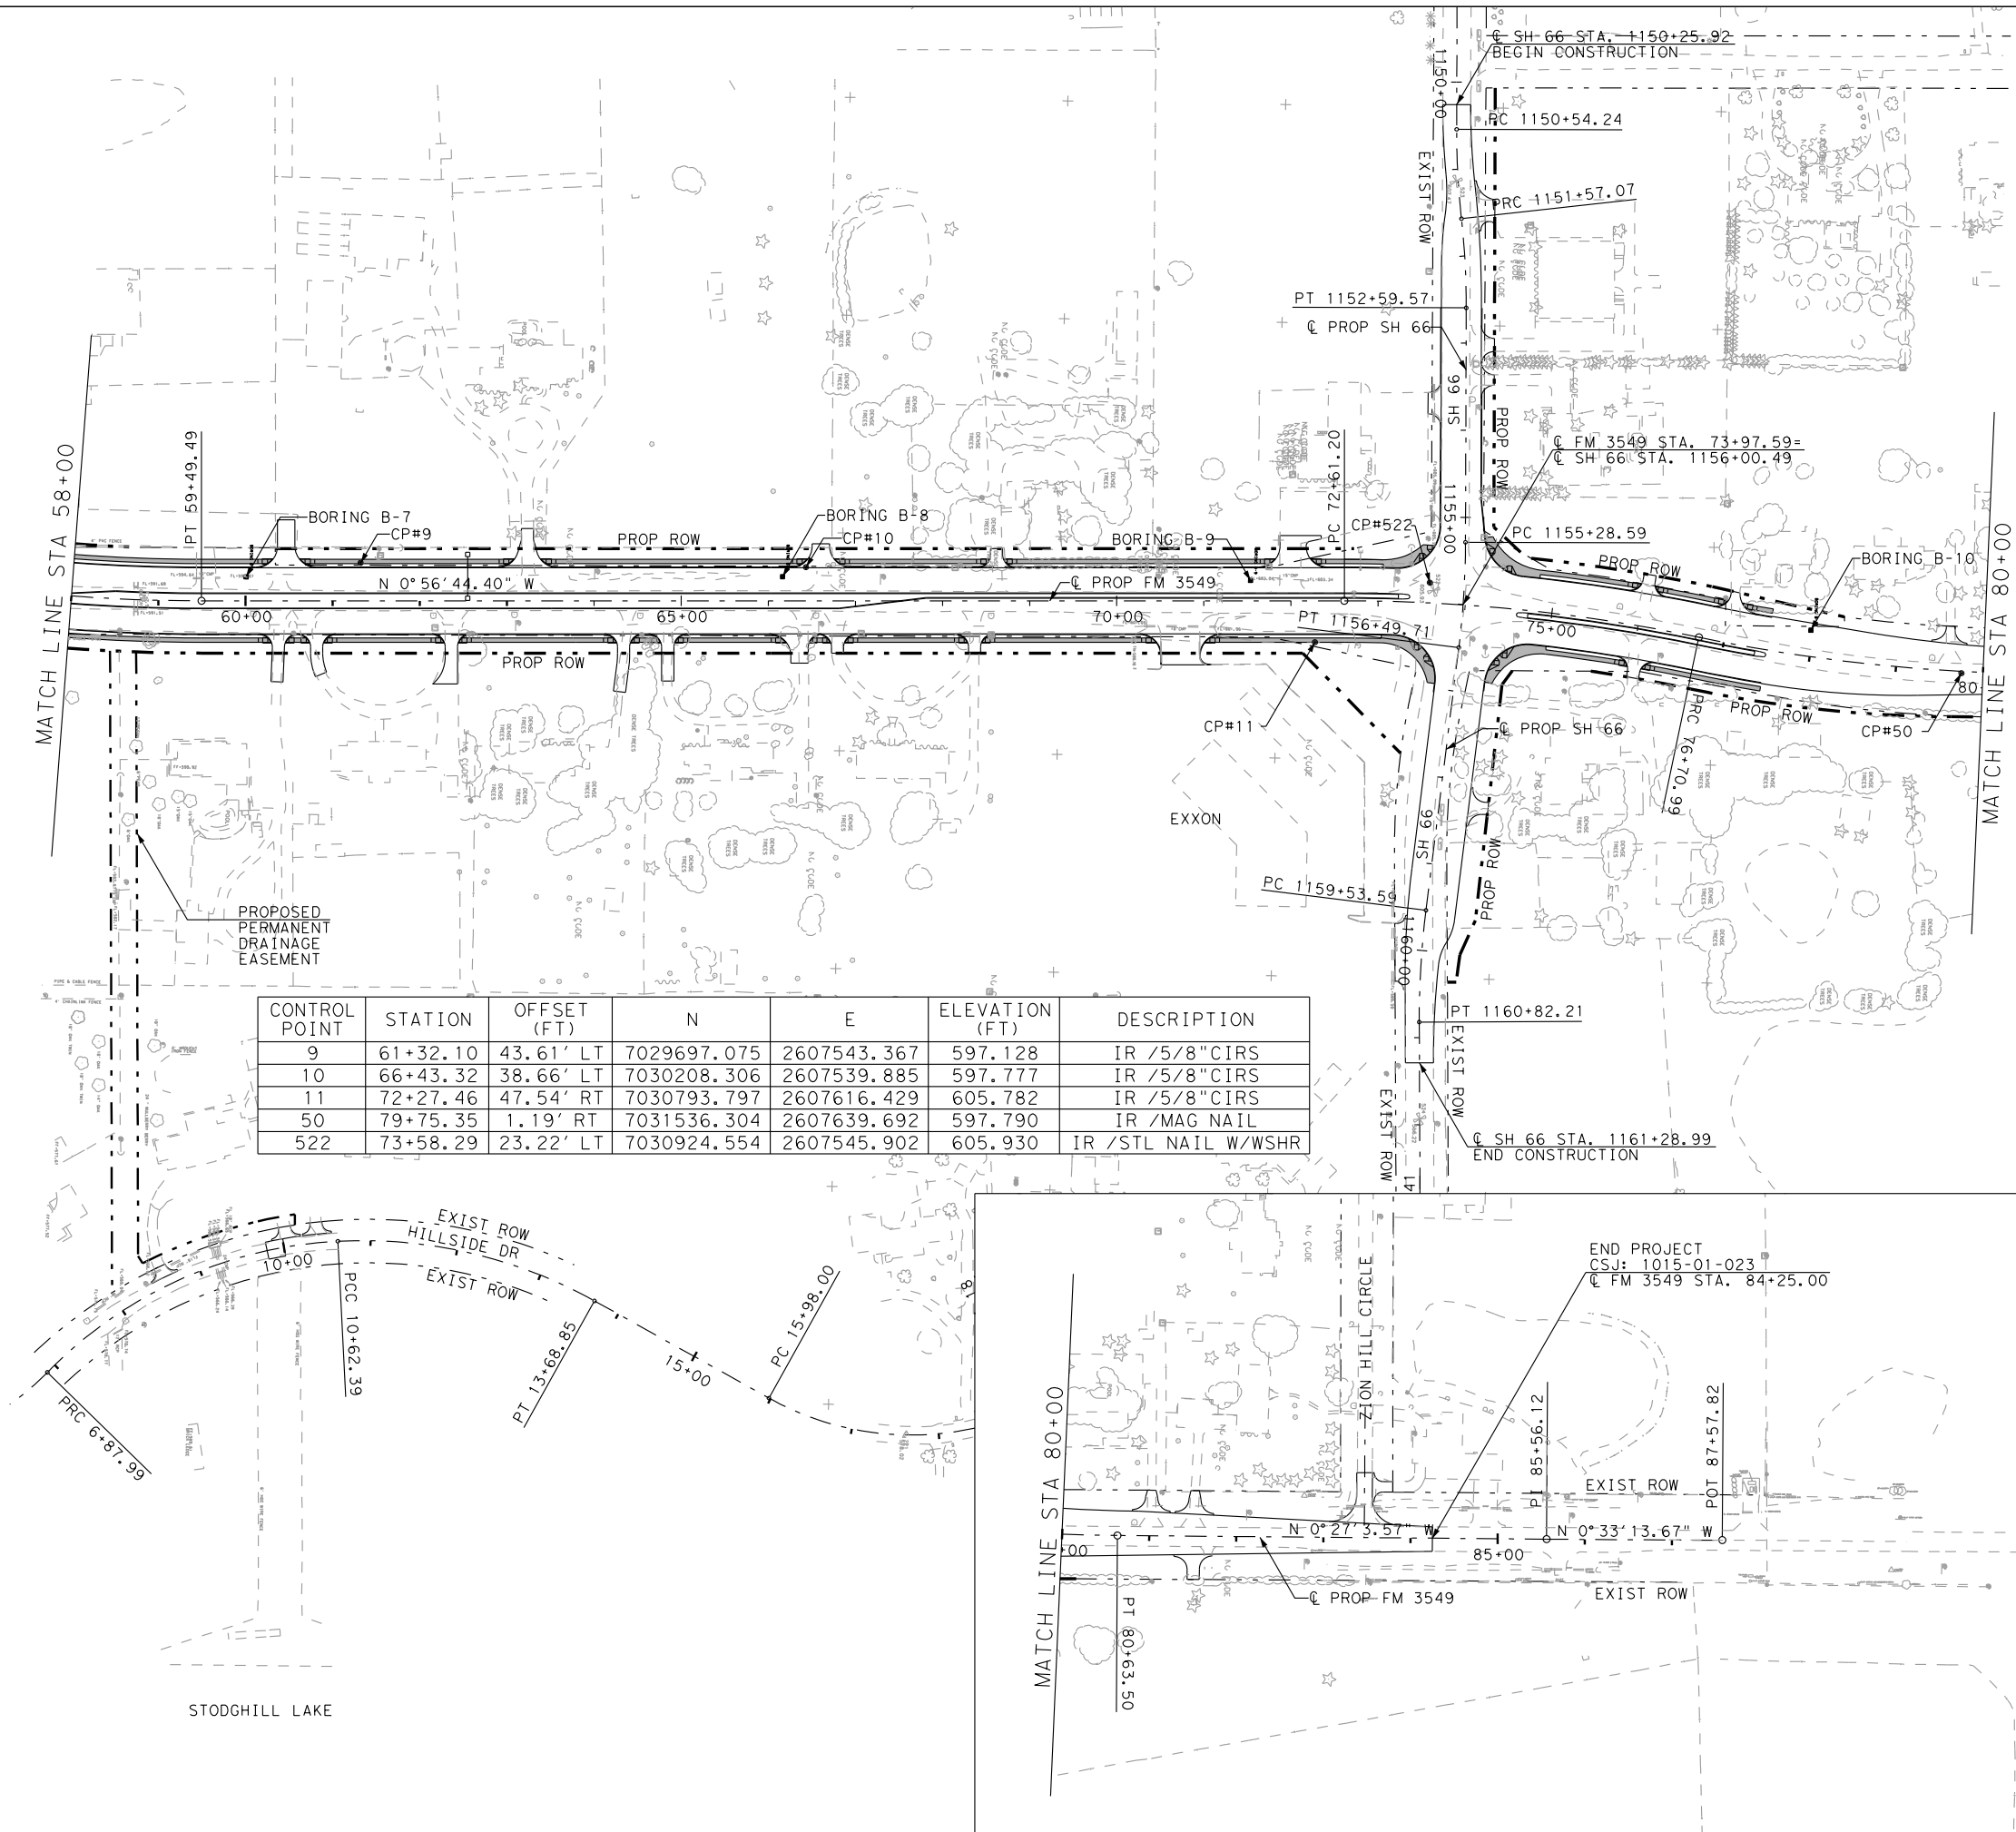 ℄ SH 66 STA. 1150+25.92
BEGIN CONSTRUCTION
1150+00
PC 1150+54.24
EXIST ROW
PRC 1151+57.07
PT 1152+59.57
℄ PROP SH 66
SH 66
PROP ROW
℄ FM 3549 STA. 73+97.59=
℄ SH 66 STA. 1156+00.49
MATCH LINE STA 58+00
PT 59+49.49
BORING B-7
CP#9
PROP ROW
BORING B-8
CP#10
BORING B-9
PC 72+61.20
CP#522
1155+00
PC 1155+28.59
PROP ROW
BORING B-10
MATCH LINE STA 80+00
N 0°56'44.40" W
℄ PROP FM 3549
60+00
65+00
70+00
PT 1156+49.71
75+00
80
PROP ROW
PROP ROW
PRC 76+70.99
CP#11
℄ PROP SH 66
CP#50
EXXON
SH 66
PC 1159+53.59
PROP ROW
1160+00
PROPOSED
PERMANENT
DRAINAGE
EASEMENT
PT 1160+82.21
EXIST ROW
EXIST ROW
℄ SH 66 STA. 1161+28.99
END CONSTRUCTION
41
CONTROL POINT STATION OFFSET (FT) N E ELEVATION (FT) DESCRIPTION
9 61+32.10 43.61' LT 7029697.075 2607543.367 597.128 IR /5/8"CIRS
10 66+43.32 38.66' LT 7030208.306 2607539.885 597.777 IR /5/8"CIRS
11 72+27.46 47.54' RT 7030793.797 2607616.429 605.782 IR /5/8"CIRS
50 79+75.35 1.19' RT 7031536.304 2607639.692 597.790 IR /MAG NAIL
522 73+58.29 23.22' LT 7030924.554 2607545.902 605.930 IR /STL NAIL W/WSHR
EXIST ROW
HILLSIDE DR
EXIST ROW
10+00
PCC 10+62.39
PT 13+68.85
15+00
PC 15+98.00
PRC 6+87.99
STODGHILL LAKE
MATCH LINE STA 80+00
ZION HILL CIRCLE
END PROJECT
CSJ: 1015-01-023
℄ FM 3549 STA. 84+25.00
PI 85+56.12
POT 87+57.82
EXIST ROW
N 0°27'3.57" W
N 0°33'13.67" W
+00
85+00
℄ PROP FM 3549
EXIST ROW
PT 80+63.50